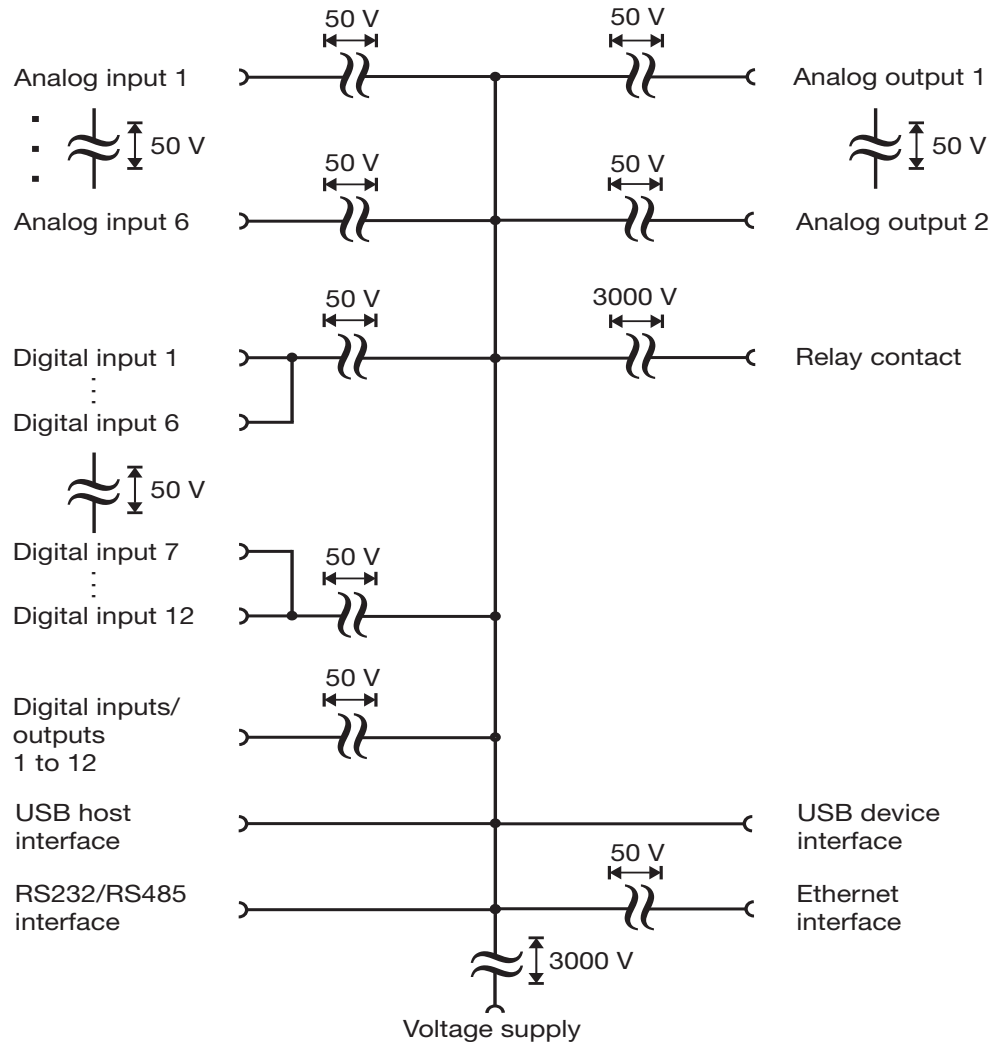 50 V
50 V
Analog input 1
Analog output 1
50 V
50 V
50 V
50 V
Analog input 6
Analog output 2
50 V
3000 V
Digital input 1
Relay contact
Digital input 6
50 V
Digital input 7
50 V
Digital input 12
50 V
Digital inputs/
outputs
1 to 12
USB host
interface
USB device
interface
50 V
RS232/RS485
interface
Ethernet
interface
3000 V
Voltage supply